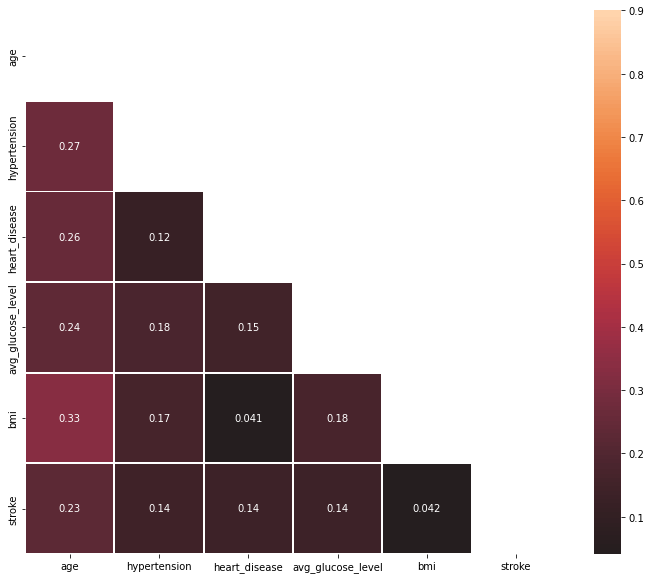 age
hypertension
0.27
heart_disease
0.26 0.12
avg_glucose_level
0.24 0.18 0.15
bmi
0.33 0.17 0.041 0.18
stroke
0.23 0.14 0.14 0.14 0.042
age hypertension heart_disease avg_glucose_level bmi stroke
0.9
0.8
0.7
0.6
0.5
0.4
0.3
0.2
0.1